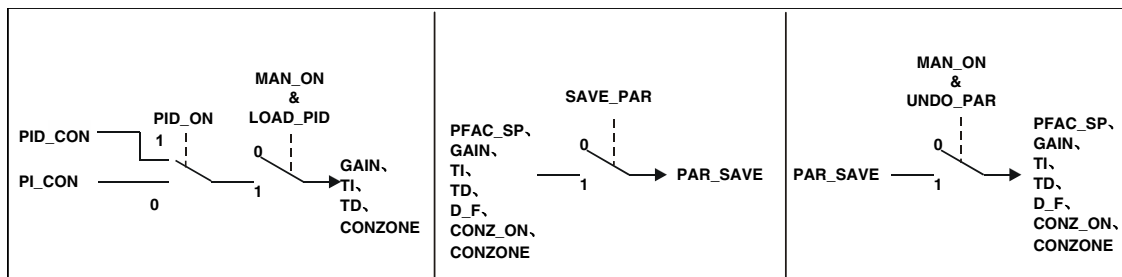 MAN_ON
&
LOAD_PID
PID_ON
PID_CON
1
0
PI_CON
0
1
GAIN、
TI、
TD、
CONZONE
SAVE_PAR
PFAC_SP、
GAIN、
TI、
TD、
D_F、
CONZ_ON、
CONZONE
0
1
PAR_SAVE
MAN_ON
&
UNDO_PAR
PAR_SAVE
0
1
PFAC_SP、
GAIN、
TI、
TD、
D_F、
CONZ_ON、
CONZONE